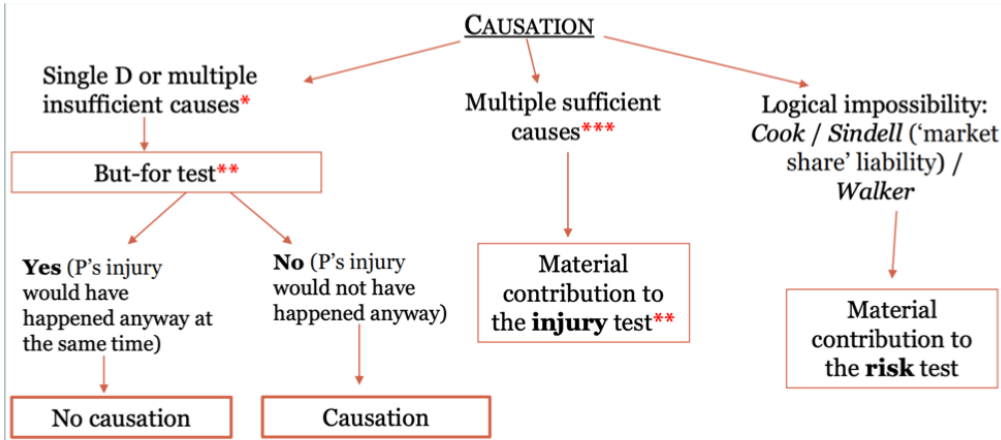 CAUSATION
Single D or multiple
insufficient causes*
But-for test**
Yes (P's injury
would have
happened anyway at
the same time)
No causation
No (P's injury
would not have
happened anyway)
Causation
Multiple sufficient
causes***
Material
contribution to
the injury test**
Logical impossibility:
Cook / Sindell ('market
share' liability) /
Walker
Material
contribution to
the risk test